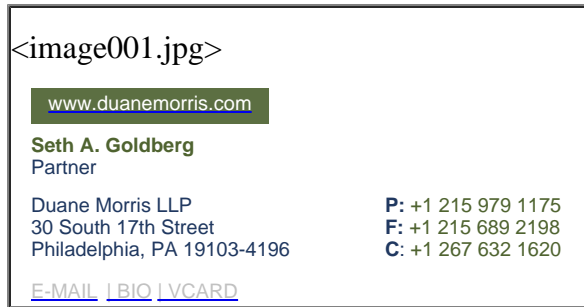 <image001.jpg>
www.duanemorris.com
Seth A. Goldberg
Partner
Duane Morris LLP
30 South 17th Street
Philadelphia, PA 19103-4196
P: +1 215 979 1175
F: +1 215 689 2198
C: +1 267 632 1620
E-MAIL | BIO | VCARD